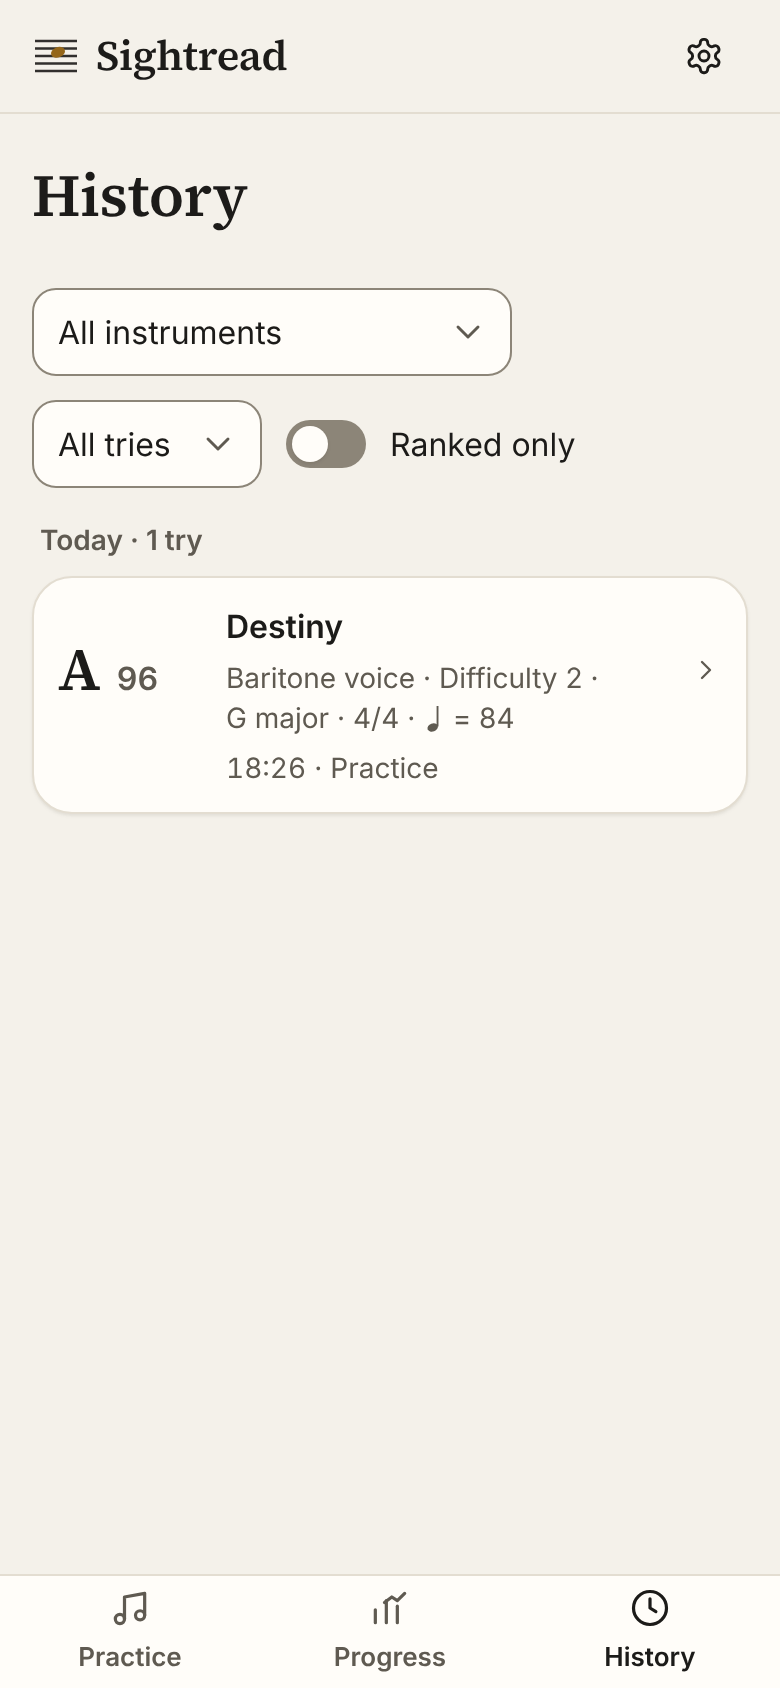 Sightread
History
All instruments
All tries
Ranked only
Today · 1 try
A 96
Destiny
Baritone voice · Difficulty 2 ·
G major · 4/4 · ♩ = 84
18:26 · Practice
Practice
Progress
History